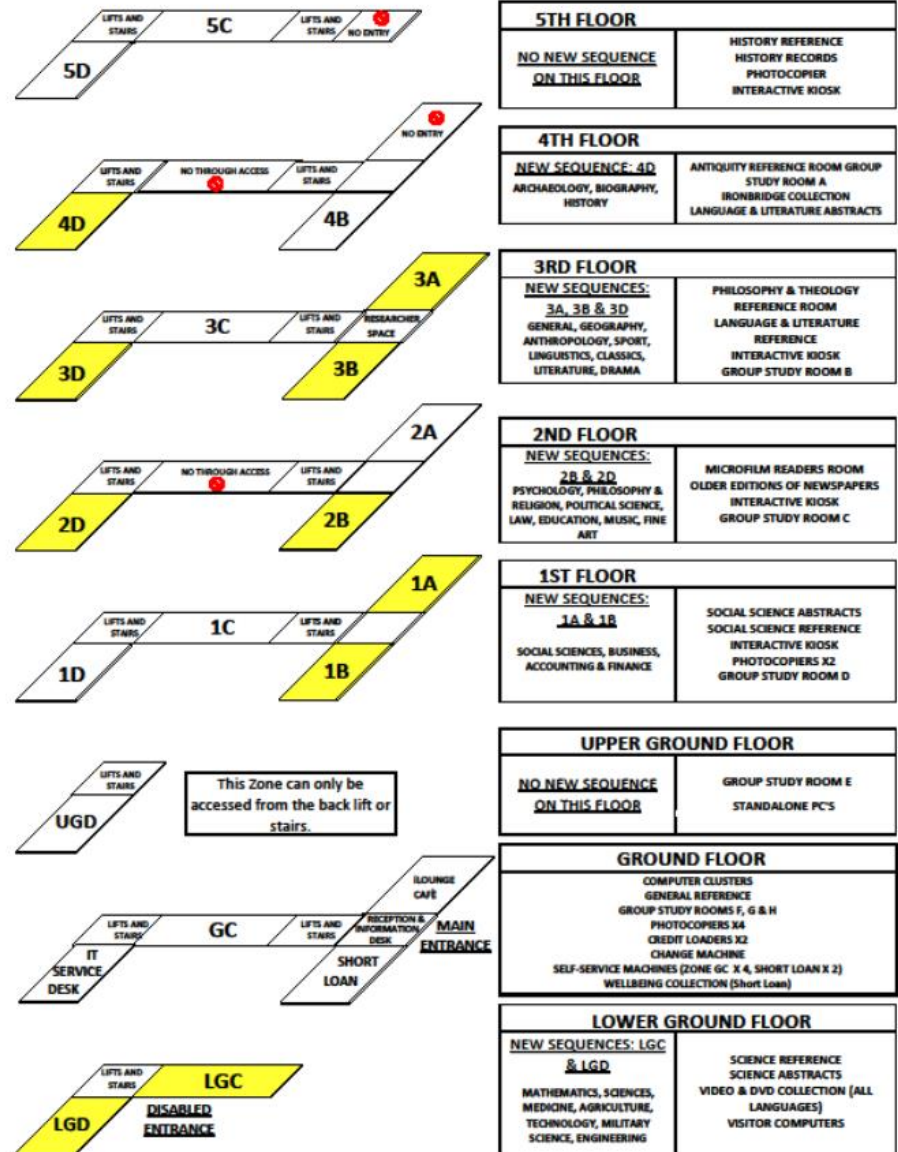 LIFTS AND
STAIRS
5C
LIFTS AND
STAIRS
NO ENTRY
5D
5TH FLOOR
NO NEW SEQUENCE
ON THIS FLOOR
HISTORY REFERENCE
HISTORY RECORDS
PHOTOCOPIER
INTERACTIVE KIOSK
NO ENTRY
LIFTS AND
STAIRS
NO THROUGH ACCESS
LIFTS AND
STAIRS
4D
4B
4TH FLOOR
NEW SEQUENCE: 4D
ARCHAEOLOGY, BIOGRAPHY,
HISTORY
ANTIQUITY REFERENCE ROOM GROUP
STUDY ROOM A
IRONBRIDGE COLLECTION
LANGUAGE & LITERATURE ABSTRACTS
3A
LIFTS AND
STAIRS
3C
LIFTS AND
STAIRS
RESEARCHER
SPACE
3D
3B
3RD FLOOR
NEW SEQUENCES:
3A, 3B & 3D
GENERAL, GEOGRAPHY,
ANTHROPOLOGY, SPORT,
LINGUISTICS, CLASSICS,
LITERATURE, DRAMA
PHILOSOPHY & THEOLOGY
REFERENCE ROOM
LANGUAGE & LITERATURE
REFERENCE
INTERACTIVE KIOSK
GROUP STUDY ROOM B
2A
LIFTS AND
STAIRS
NO THROUGH ACCESS
LIFTS AND
STAIRS
2D
2B
2ND FLOOR
NEW SEQUENCES:
2B & 2D
PSYCHOLOGY, PHILOSOPHY &
RELIGION, POLITICAL SCIENCE,
LAW, EDUCATION, MUSIC, FINE
ART
MICROFILM READERS ROOM
OLDER EDITIONS OF NEWSPAPERS
INTERACTIVE KIOSK
GROUP STUDY ROOM C
1A
LIFTS AND
STAIRS
1C
LIFTS AND
STAIRS
1D
1B
1ST FLOOR
NEW SEQUENCES:
1A & 1B
SOCIAL SCIENCES, BUSINESS,
ACCOUNTING & FINANCE
SOCIAL SCIENCE ABSTRACTS
SOCIAL SCIENCE REFERENCE
INTERACTIVE KIOSK
PHOTOCOPIERS X2
GROUP STUDY ROOM D
LIFTS AND
STAIRS
UGD
This Zone can only be
accessed from the back lift or
stairs.
UPPER GROUND FLOOR
NO NEW SEQUENCE
ON THIS FLOOR
GROUP STUDY ROOM E
STANDALONE PC'S
ILOUNGE
CAFÉ
LIFTS AND
STAIRS
GC
LIFTS AND
STAIRS
RECEPTION &
INFORMATION
DESK
MAIN
ENTRANCE
IT
SERVICE
DESK
SHORT
LOAN
GROUND FLOOR
COMPUTER CLUSTERS
GENERAL REFERENCE
GROUP STUDY ROOMS F, G & H
PHOTOCOPIERS X4
CREDIT LOADERS X2
CHANGE MACHINE
SELF-SERVICE MACHINES (ZONE GC X 4, SHORT LOAN X 2)
WELLBEING COLLECTION (Short Loan)
LIFTS AND
STAIRS
LGC
LGD
DISABLED
ENTRANCE
LOWER GROUND FLOOR
NEW SEQUENCES: LGC
& LGD
MATHEMATICS, SCIENCES,
MEDICINE, AGRICULTURE,
TECHNOLOGY, MILITARY
SCIENCE, ENGINEERING
SCIENCE REFERENCE
SCIENCE ABSTRACTS
VIDEO & DVD COLLECTION (ALL
LANGUAGES)
VISITOR COMPUTERS